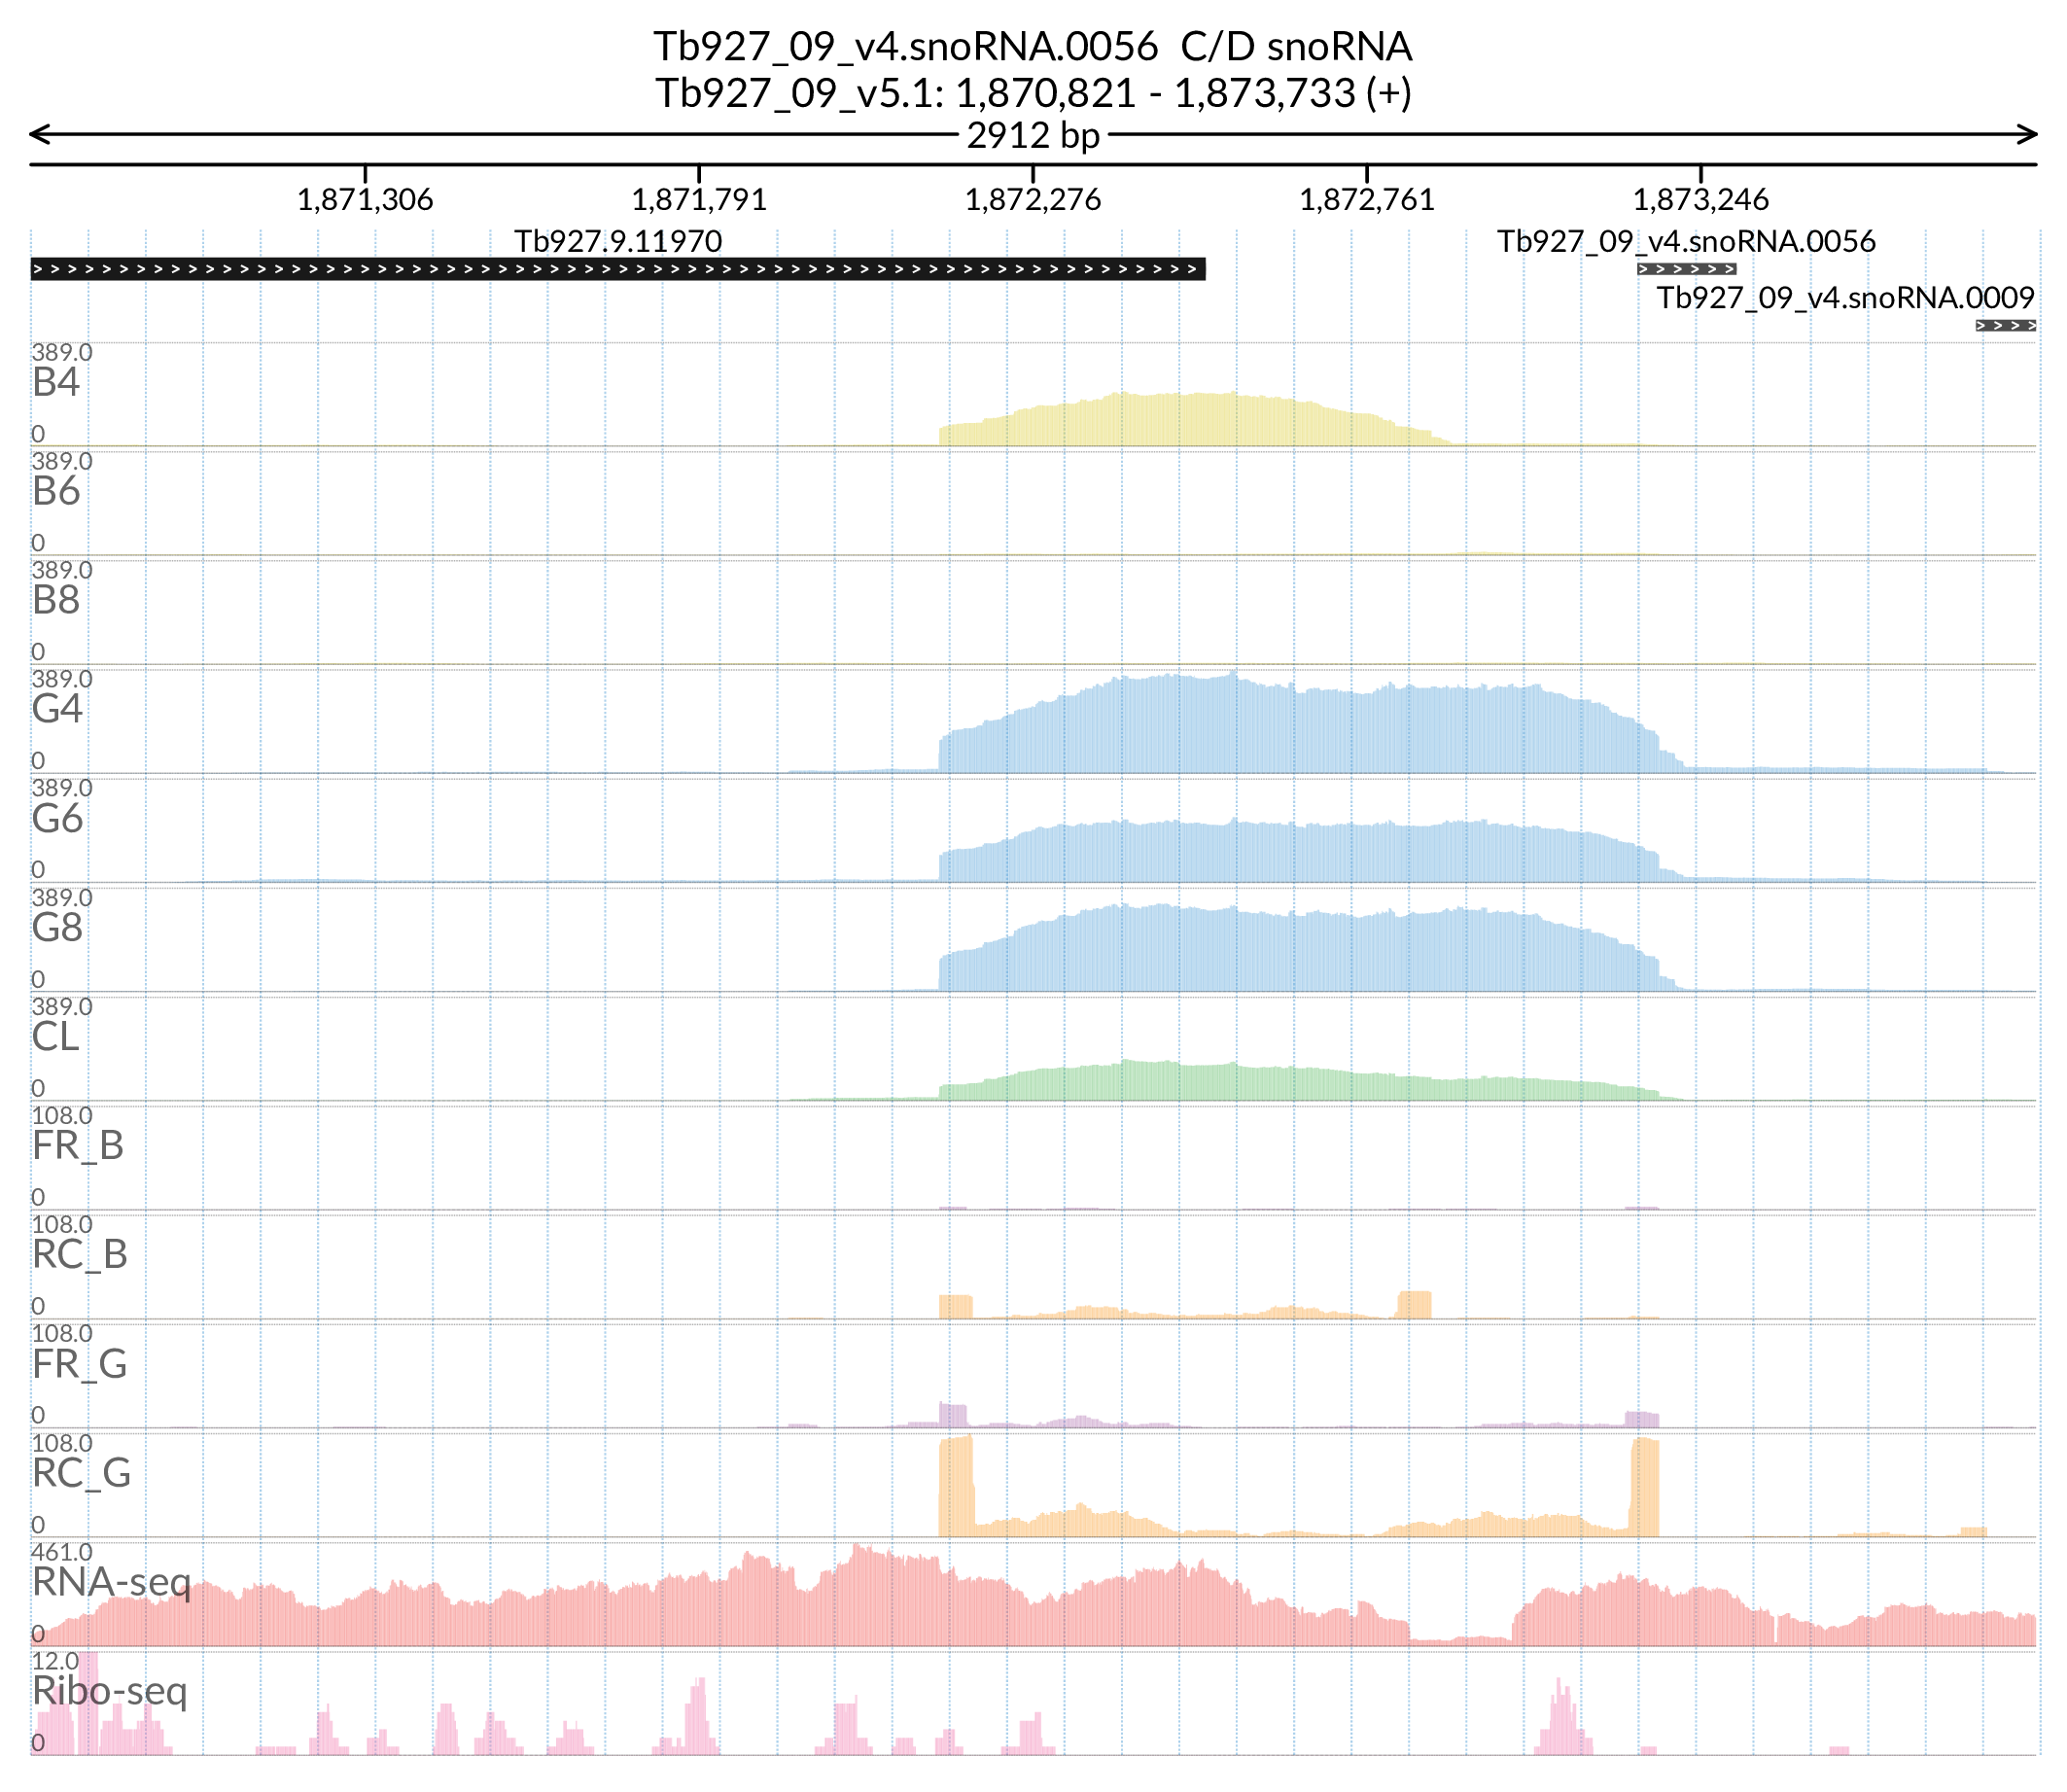 Tb927_09_v4.snoRNA.0056 C/D snoRNA
Tb927_09_v5.1: 1,870,821 - 1,873,733 (+)
2912 bp
1,871,306 1,871,791 1,872,276 1,872,761 1,873,246
Tb927.9.11970 Tb927_09_v4.snoRNA.0056
Tb927_09_v4.snoRNA.0009
389.0
B4
0
389.0
B6
0
389.0
B8
0
389.0
G4
0
389.0
G6
0
389.0
G8
0
389.0
CL
0
108.0
FR_B
0
108.0
RC_B
0
108.0
FR_G
0
108.0
RC_G
0
461.0
RNA-seq
0
12.0
Ribo-seq
0